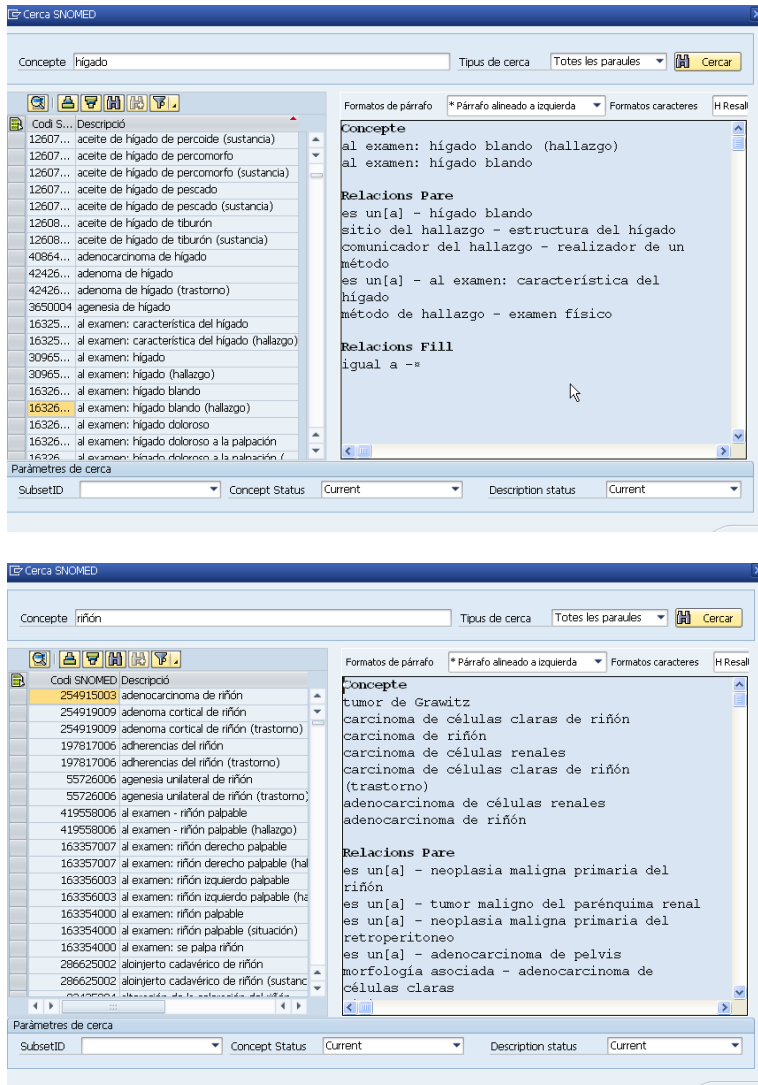 Cerca SNOMED
Concepte hígado Tipus de cerca Totes les paraules Cercar
Formatos de párrafo * Párrafo alineado a izquierda Formatos caracteres H Resal
Codi S... Descripció
12607... aceite de hígado de percoide (sustancia)
12607... aceite de hígado de percomorfo
12607... aceite de hígado de percomorfo (sustancia)
12607... aceite de hígado de pescado
12607... aceite de hígado de pescado (sustancia)
12608... aceite de hígado de tiburón
12608... aceite de hígado de tiburón (sustancia)
40864... adenocarcinoma de hígado
42426... adenoma de hígado
42426... adenoma de hígado (trastorno)
3650004 agenesia de hígado
16325... al examen: característica del hígado
16325... al examen: característica del hígado (hallazgo)
30965... al examen: hígado
30965... al examen: hígado (hallazgo)
16326... al examen: hígado blando
16326... al examen: hígado blando (hallazgo)
16326... al examen: hígado doloroso
16326... al examen: hígado doloroso a la palpación
16326... al examen: hígado doloroso a la palpación (
Concepte
al examen: hígado blando (hallazgo)
al examen: hígado blando
Relacions Pare
es un[a] - hígado blando
sitio del hallazgo - estructura del hígado
comunicador del hallazgo - realizador de un
método
es un[a] - al examen: característica del
hígado
método de hallazgo - examen físico
Relacions Fill
igual a -¤
Paràmetres de cerca
SubsetID Concept Status Current Description status Current
Cerca SNOMED
Concepte riñón Tipus de cerca Totes les paraules Cercar
Formatos de párrafo * Párrafo alineado a izquierda Formatos caracteres H Resal
Codi SNOMED Descripció
254915003 adenocarcinoma de riñón
254919009 adenoma cortical de riñón
254919009 adenoma cortical de riñón (trastorno)
197817006 adherencias del riñón
197817006 adherencias del riñón (trastorno)
55726006 agenesia unilateral de riñón
55726006 agenesia unilateral de riñón (trastorno)
419558006 al examen - riñón palpable
419558006 al examen - riñón palpable (hallazgo)
163357007 al examen: riñón derecho palpable
163357007 al examen: riñón derecho palpable (hal
163356003 al examen: riñón izquierdo palpable
163356003 al examen: riñón izquierdo palpable (ha
163354000 al examen: riñón palpable
163354000 al examen: riñón palpable (situación)
163354000 al examen: se palpa riñón
286625002 aloinjerto cadavérico de riñón
286625002 aloinjerto cadavérico de riñón (sustanc
Concepte
tumor de Grawitz
carcinoma de células claras de riñón
carcinoma de riñón
carcinoma de células renales
carcinoma de células claras de riñón
(trastorno)
adenocarcinoma de células renales
adenocarcinoma de riñón
Relacions Pare
es un[a] - neoplasia maligna primaria del
riñón
es un[a] - tumor maligno del parénquima renal
es un[a] - neoplasia maligna primaria del
retroperitoneo
es un[a] - adenocarcinoma de pelvis
morfología asociada - adenocarcinoma de
células claras
Paràmetres de cerca
SubsetID Concept Status Current Description status Current